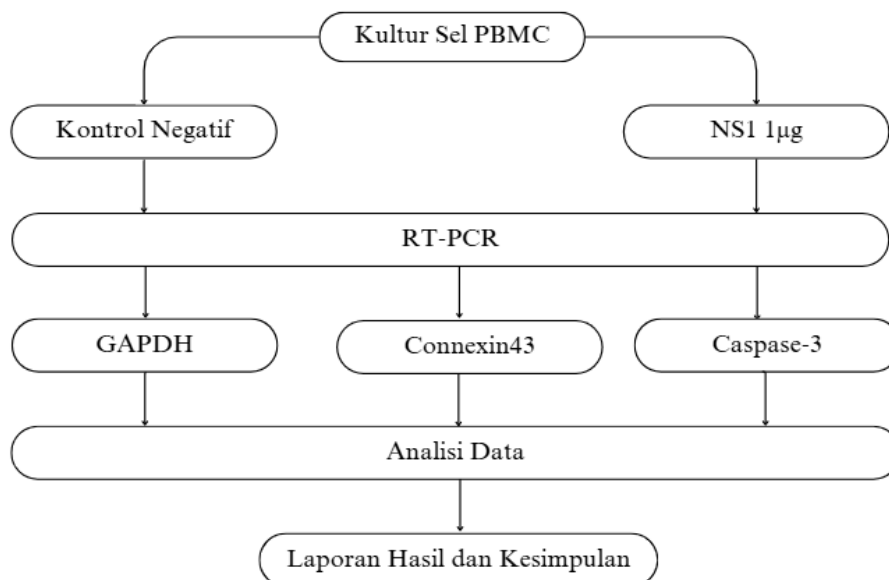 Kultur Sel PBMC
Kontrol Negatif
NS1 1µg
RT-PCR
GAPDH
Connexin43
Caspase-3
Analisi Data
Laporan Hasil dan Kesimpulan